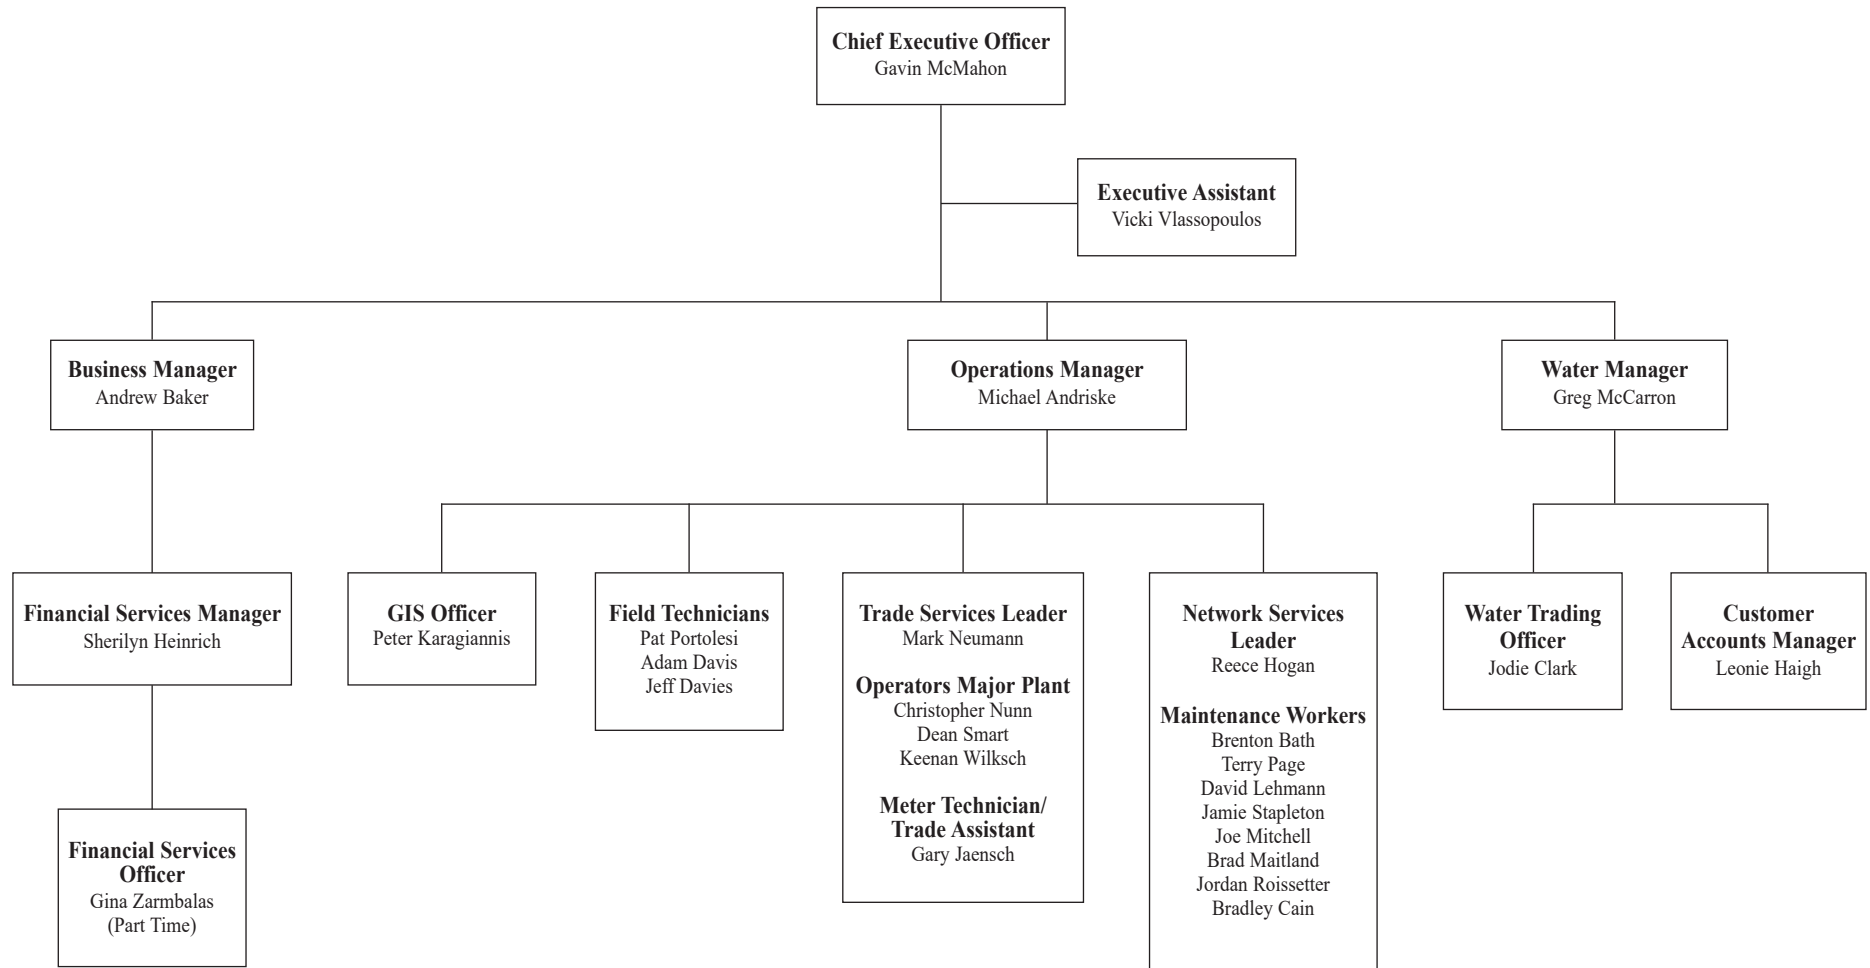 Chief Executive Officer
Gavin McMahon
Executive Assistant
Vicki Vlassopoulos
Business Manager
Andrew Baker
Operations Manager
Michael Andriske
Water Manager
Greg McCarron
Financial Services Manager
Sherilyn Heinrich
GIS Officer
Peter Karagiannis
Field Technicians
Pat Portolesi
Adam Davis
Jeff Davies
Trade Services Leader
Mark Neumann
Operators Major Plant
Christopher Nunn
Dean Smart
Keenan Wilksch
Meter Technician/
Trade Assistant
Gary Jaensch
Network Services
Leader
Reece Hogan
Maintenance Workers
Brenton Bath
Terry Page
David Lehmann
Jamie Stapleton
Joe Mitchell
Brad Maitland
Jordan Roissetter
Bradley Cain
Water Trading
Officer
Jodie Clark
Customer
Accounts Manager
Leonie Haigh
Financial Services
Officer
Gina Zarmbalas
(Part Time)